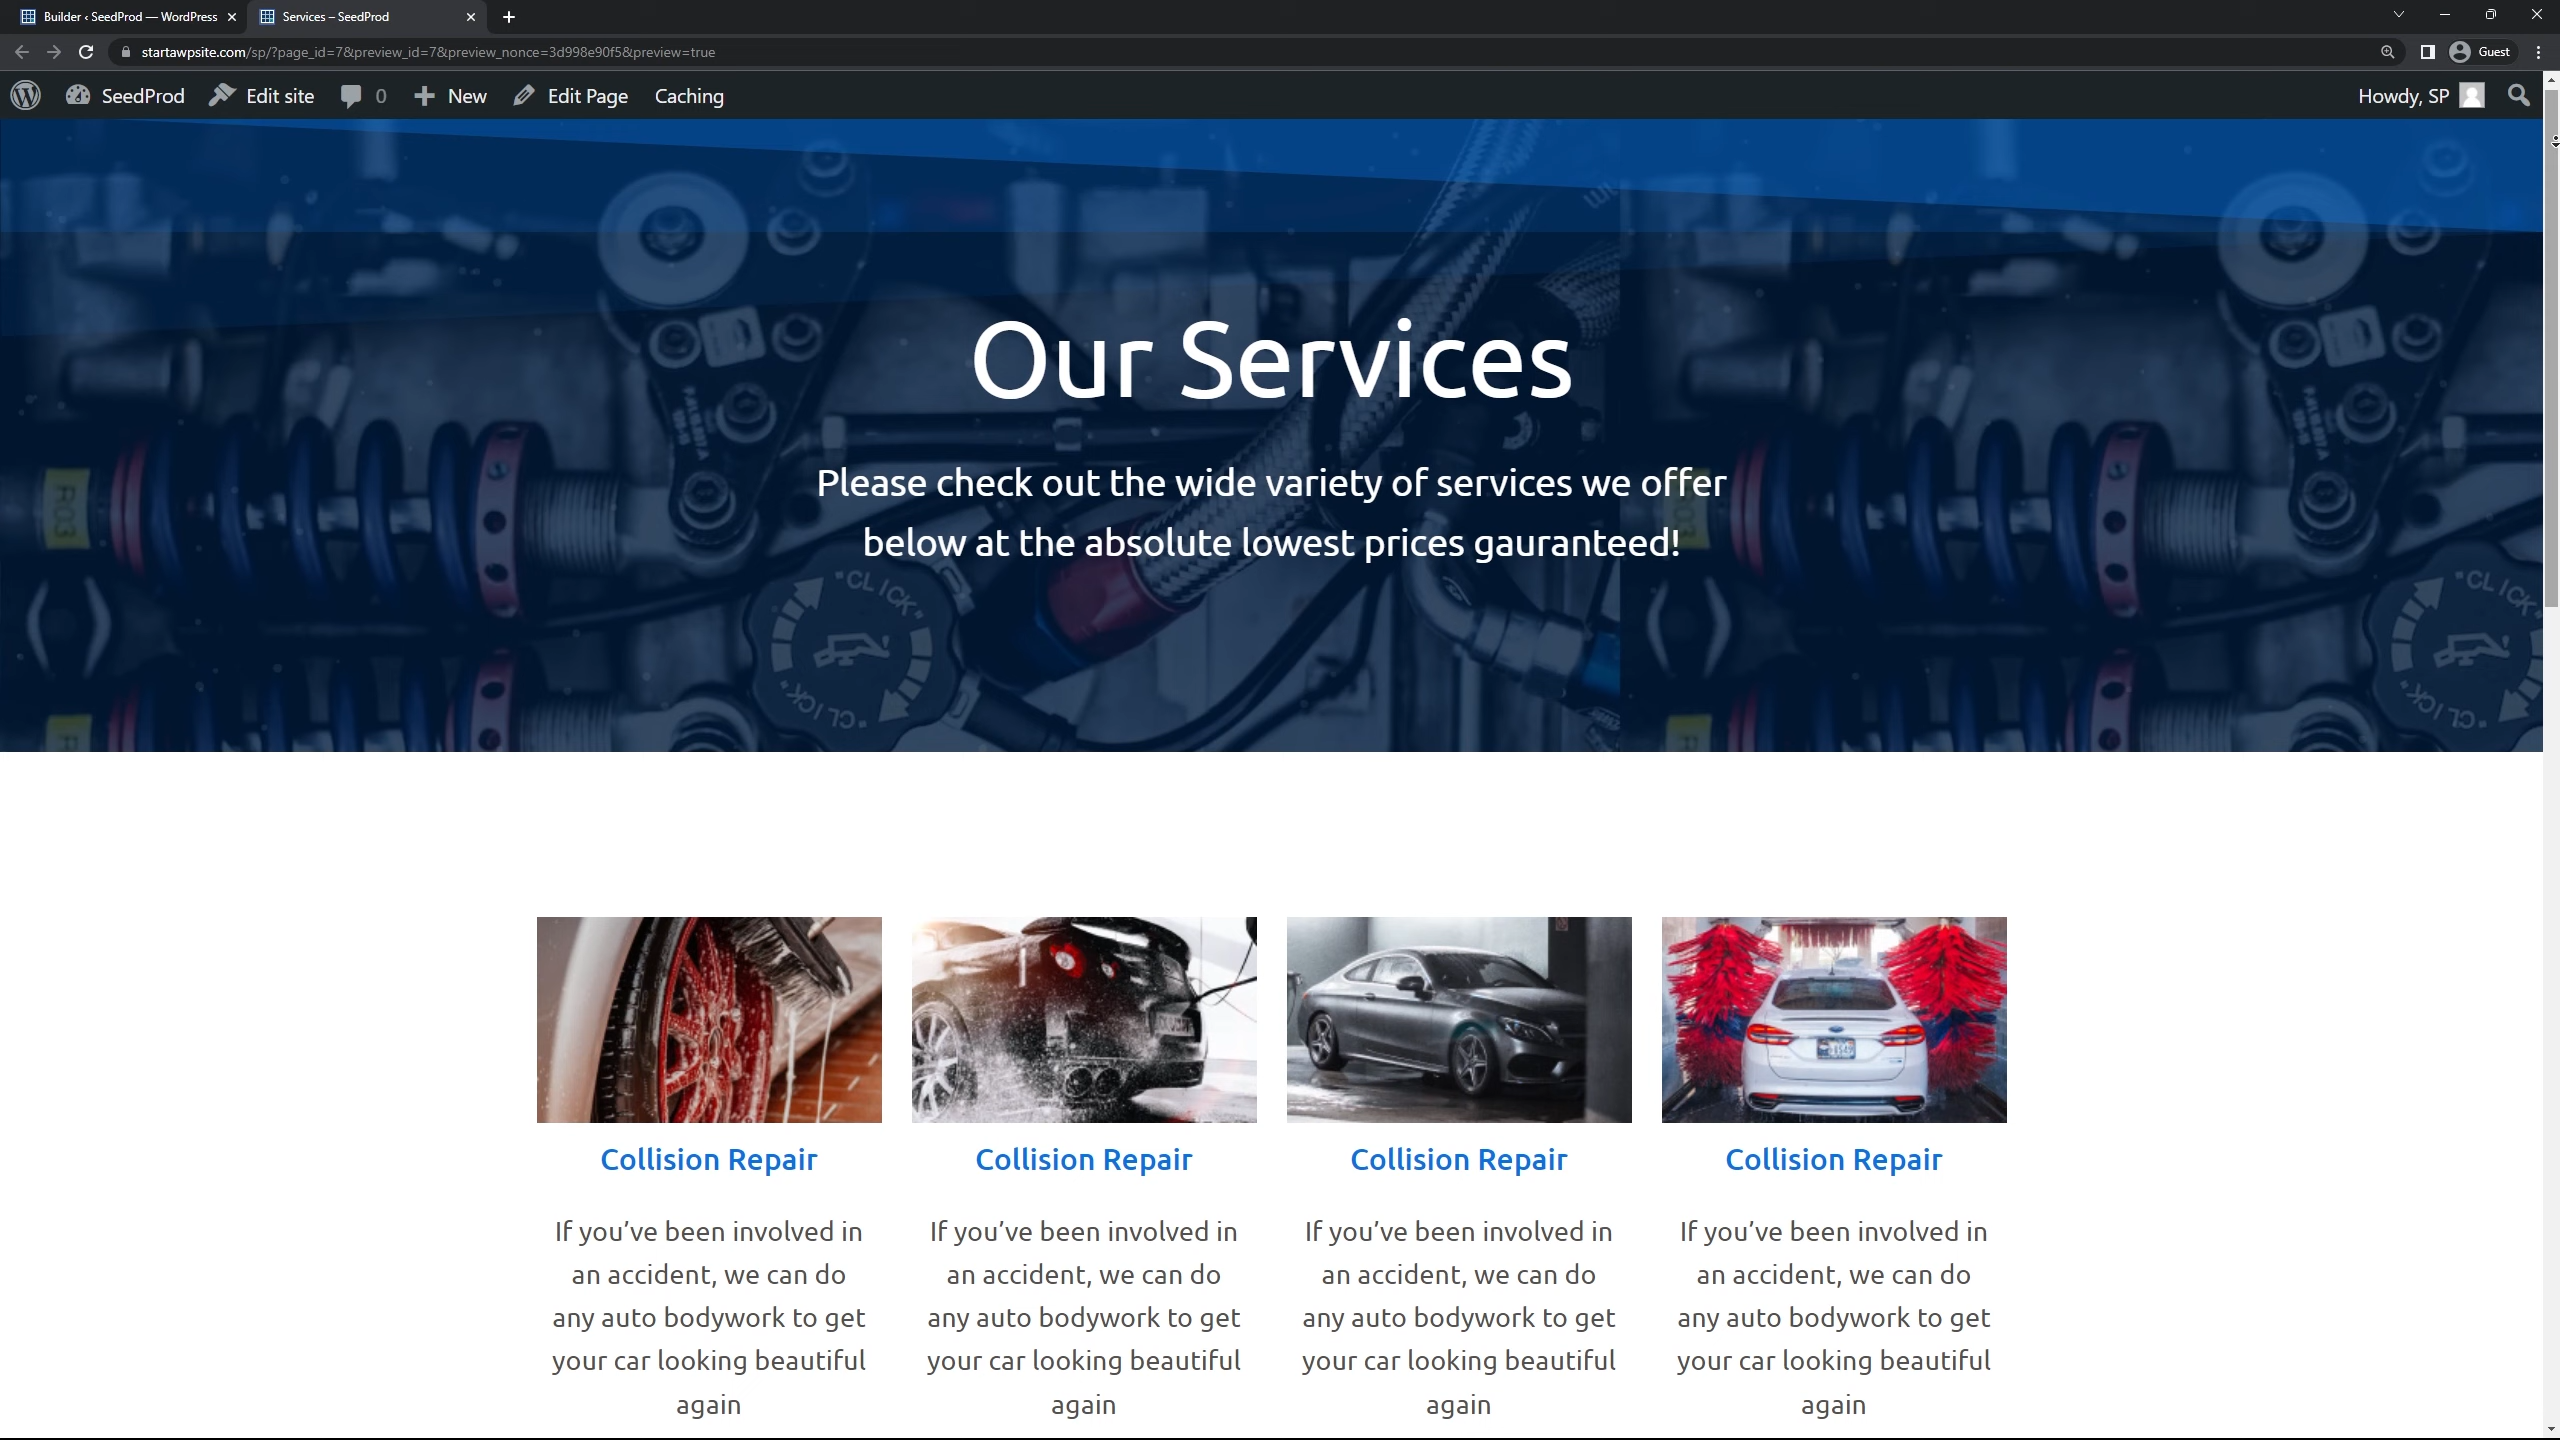 Builder ‹ SeedProd — WordPress
Services – SeedProd
startawpsite.com/sp/?page_id=7&preview_id=7&preview_nonce=3d998e90f5&preview=true
Guest
SeedProd
Edit site
0
New
Edit Page
Caching
Howdy, SP
Our Services
Please check out the wide variety of services we offer
below at the absolute lowest prices gauranteed!
R03
"CLICK"
"CLICK"
"CLICK"
"CLICK"
Collision Repair
If you’ve been involved in
an accident, we can do
any auto bodywork to get
your car looking beautiful
again
Collision Repair
If you’ve been involved in
an accident, we can do
any auto bodywork to get
your car looking beautiful
again
Collision Repair
If you’ve been involved in
an accident, we can do
any auto bodywork to get
your car looking beautiful
again
Collision Repair
If you’ve been involved in
an accident, we can do
any auto bodywork to get
your car looking beautiful
again